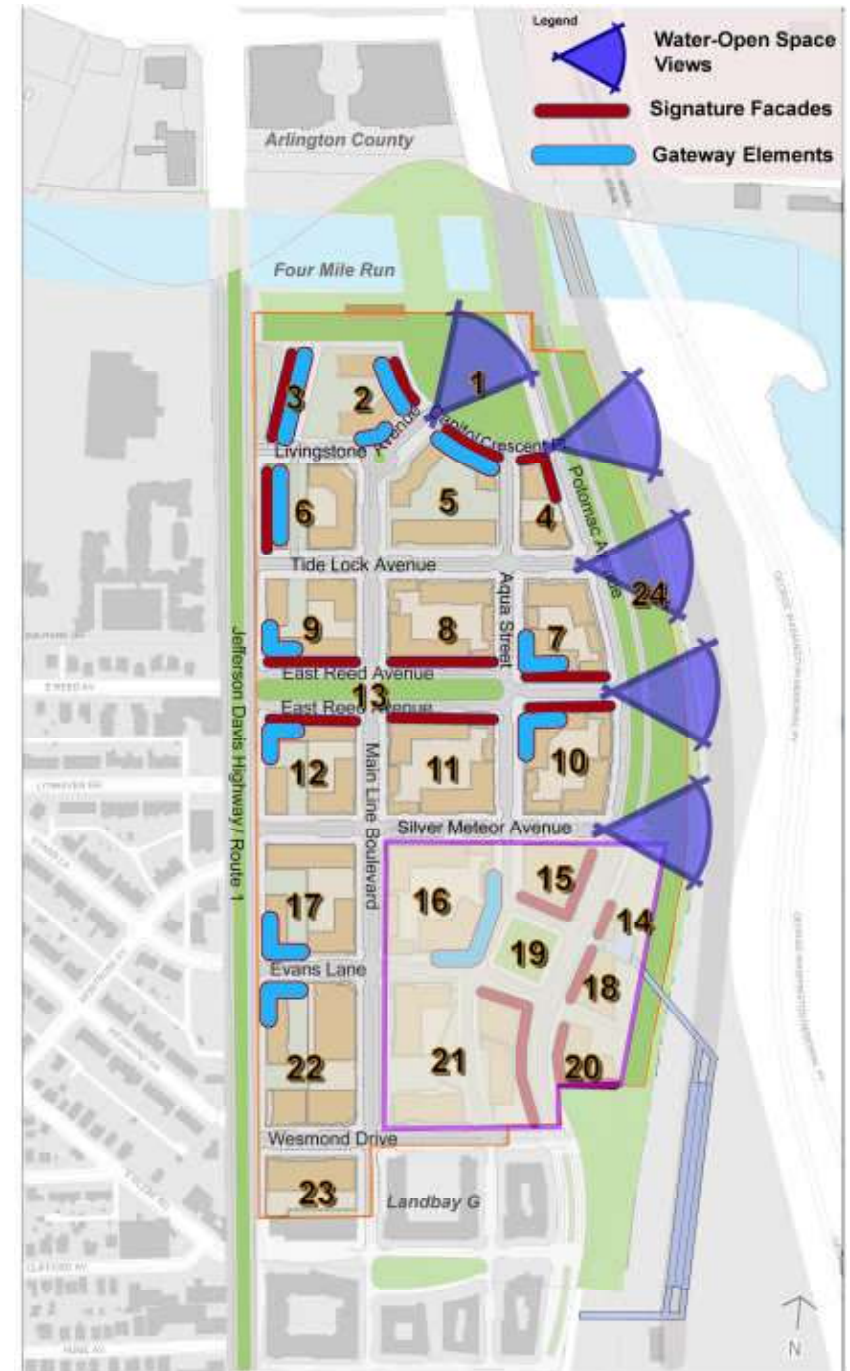 Legend
Water-Open Space
Views
Signature Facades
Gateway Elements
Arlington County
Four Mile Run
1
2
3
Capitol Crescent
Livingstone Avenue
4
5
6
Potomac Avenue
Tide Lock Avenue
24
Aqua Street
9
8
7
Jefferson Davis Highway / Route 1
East Reed Avenue
13
East Reed Avenue
12
11
10
Main Line Boulevard
Silver Meteor Avenue
17
16
15
14
19
Evans Lane
18
22
21
20
Wesmond Drive
23
Landbay G
N